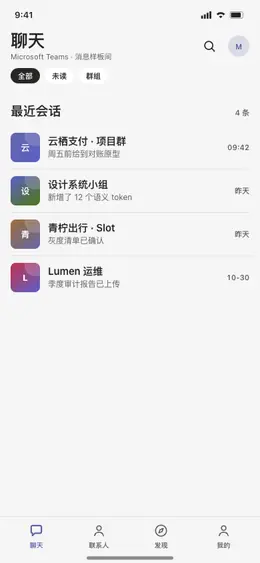 9:41
聊天
Microsoft Teams · 消息样板间
M
全部 未读 群组
最近会话 4 条
云 云栖支付 · 项目群 09:42
周五前给到对账原型
设 设计系统小组 昨天
新增了 12 个语义 token
青 青柠出行 · Slot 昨天
灰度清单已确认
L Lumen 运维 10-30
季度审计报告已上传
聊天 联系人 发现 我的